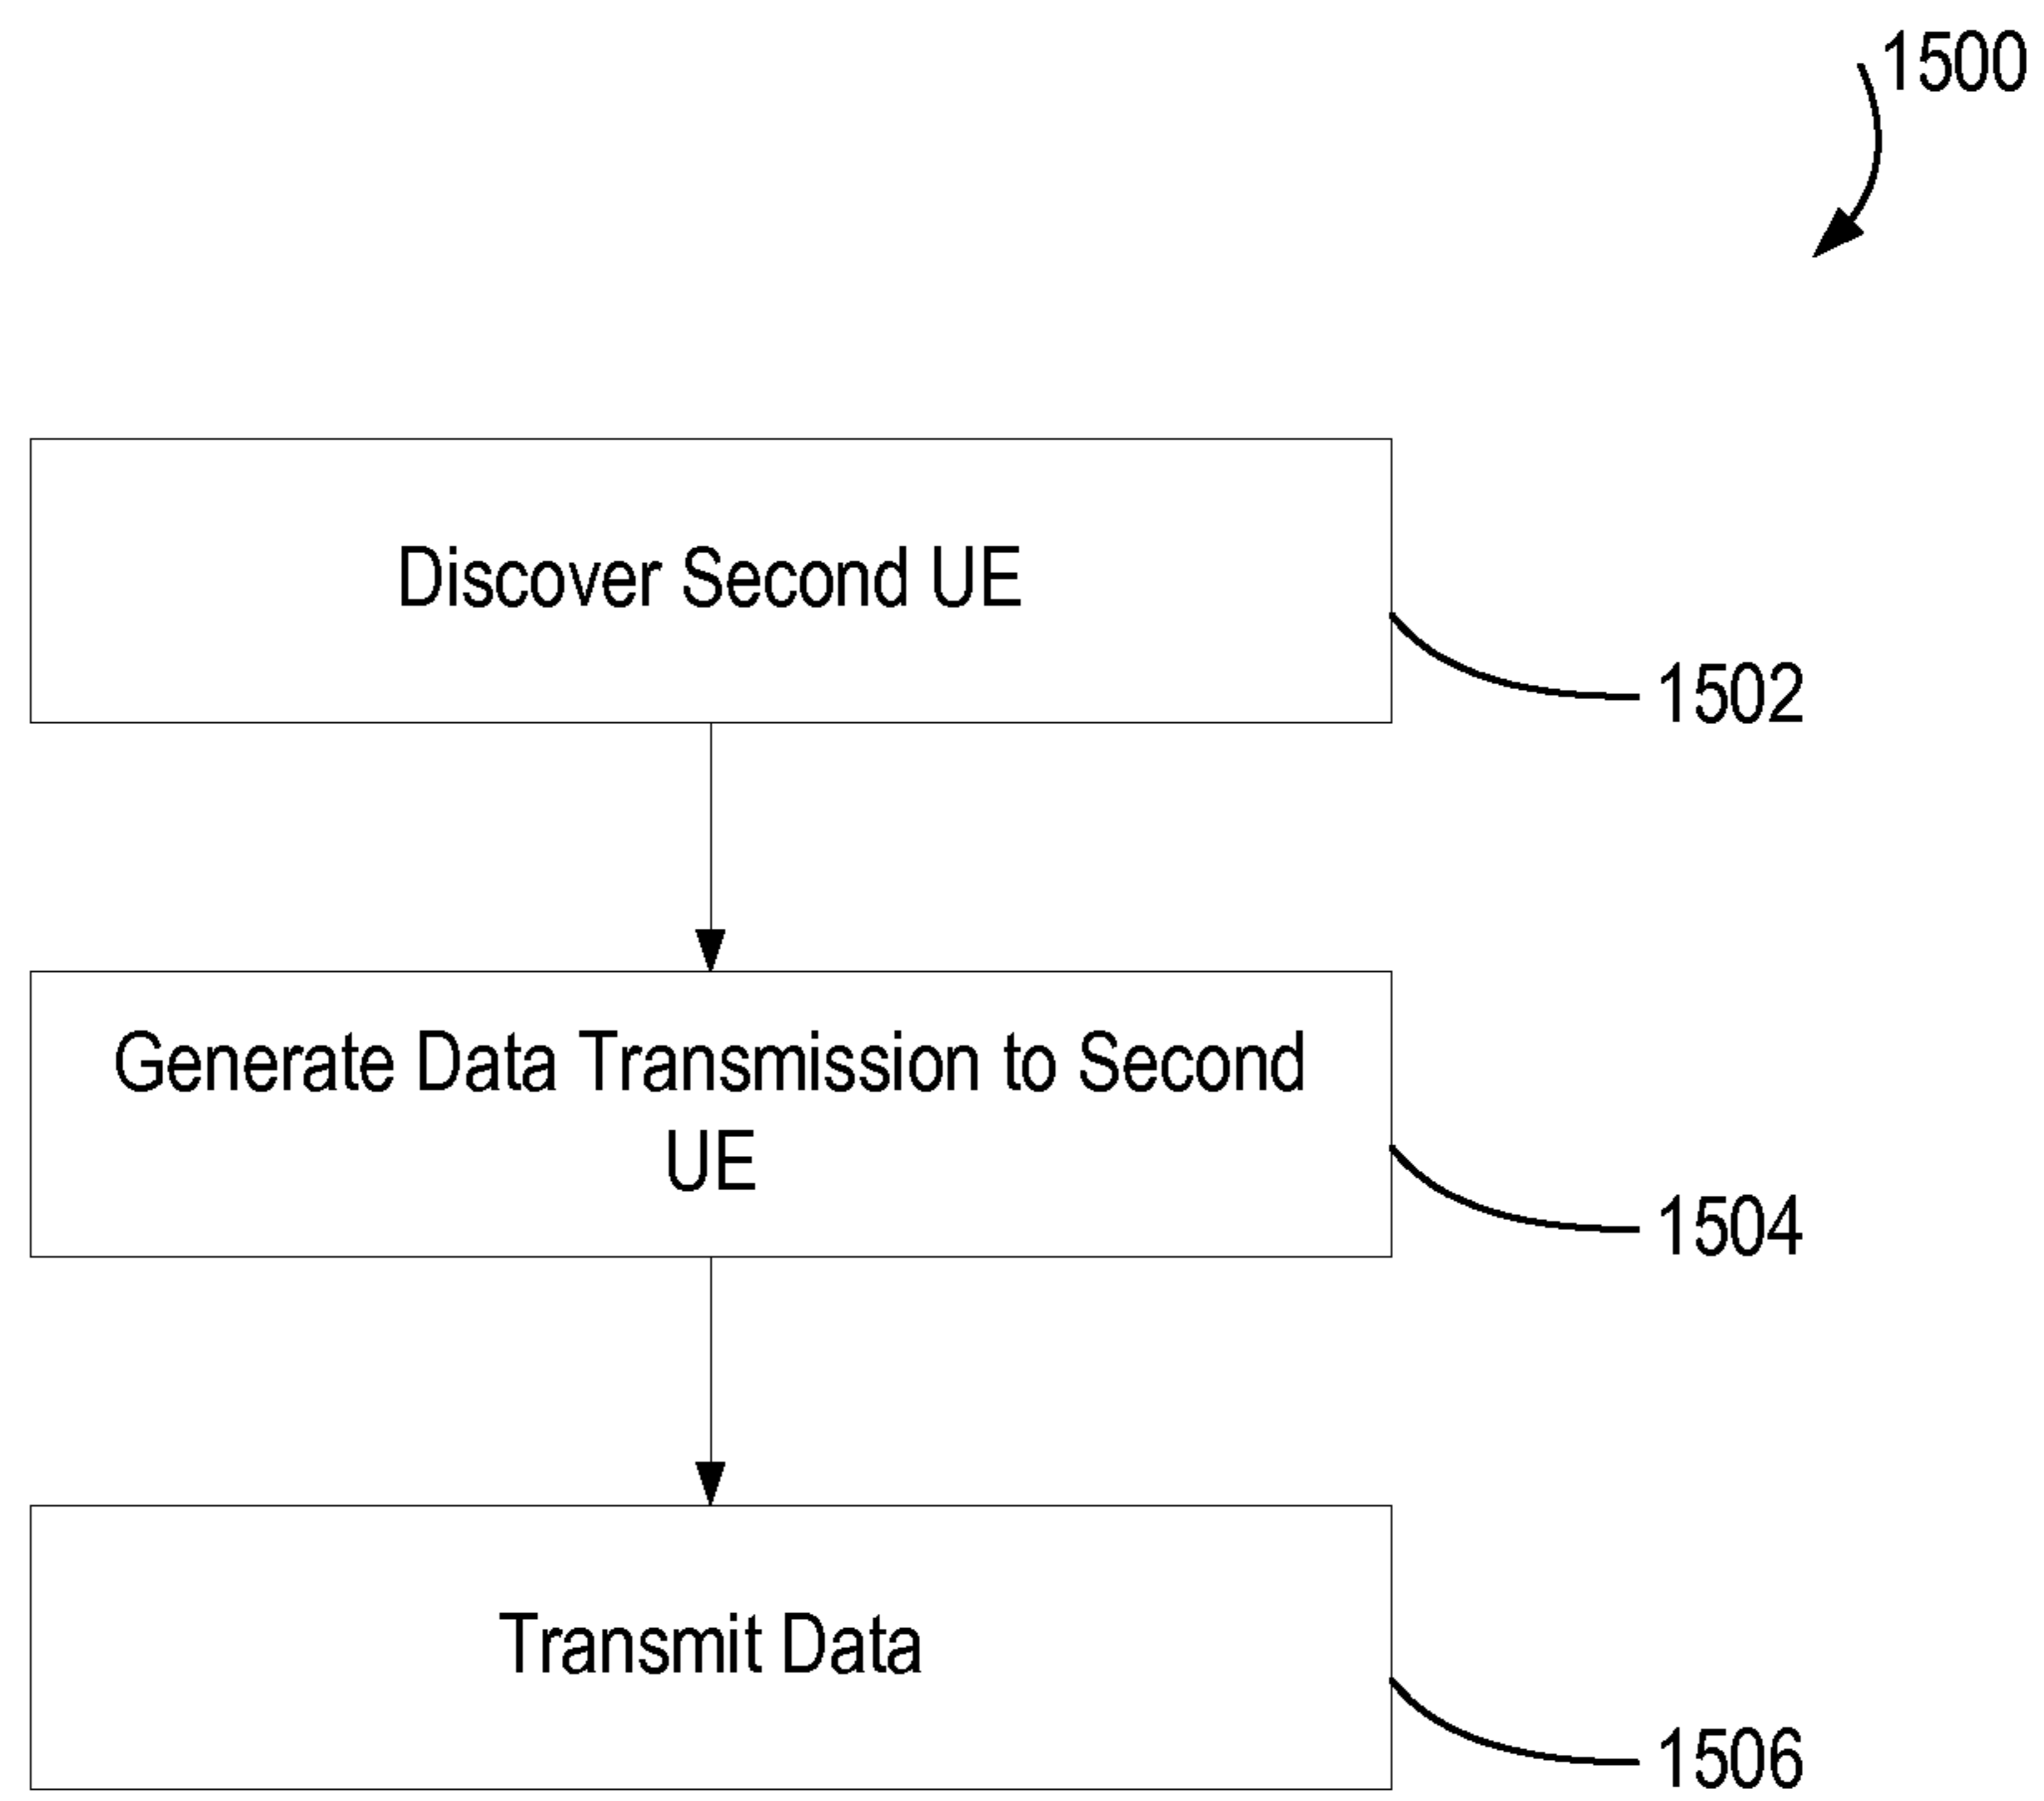 1500
Discover Second UE
1502
Generate Data Transmission to Second
UE
1504
Transmit Data
1506